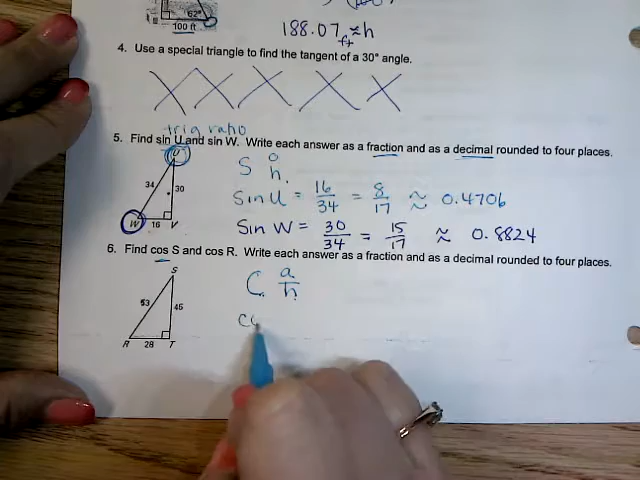 62°
100 ft
188.07 ≈ h
ft
4. Use a special triangle to find the tangent of a 30° angle.
trig ratio
5. Find sin U and sin W. Write each answer as a fraction and as a decimal rounded to four places.
U
34
30
W
16
V
S o/h
Sin U = 16/34 = 8/17 ≈ 0.4706
Sin W = 30/34 = 15/17 ≈ 0.8824
6. Find cos S and cos R. Write each answer as a fraction and as a decimal rounded to four places.
S
53
45
R
28
T
C a/h
co